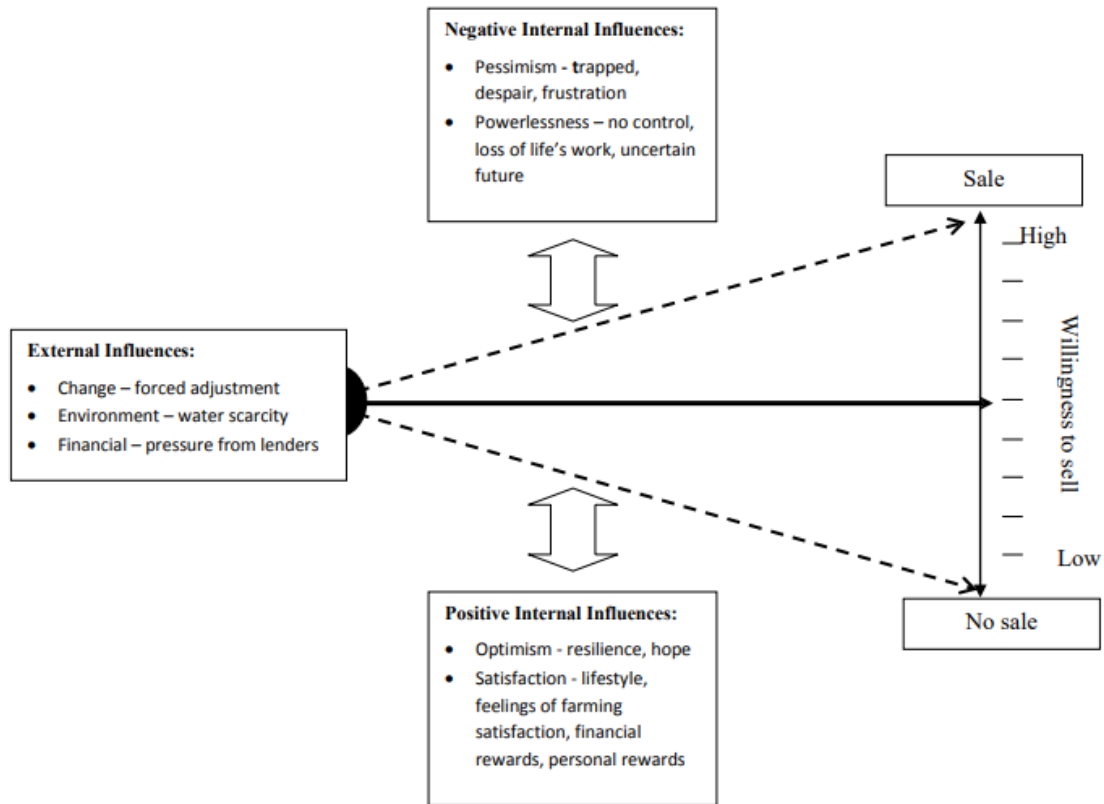 Negative Internal Influences:
• Pessimism - trapped,
despair, frustration
• Powerlessness – no control,
loss of life's work, uncertain
future
Sale
High
External Influences:
• Change – forced adjustment
• Environment – water scarcity
• Financial – pressure from lenders
Willingness to sell
Low
No sale
Positive Internal Influences:
• Optimism - resilience, hope
• Satisfaction - lifestyle,
feelings of farming
satisfaction, financial
rewards, personal rewards